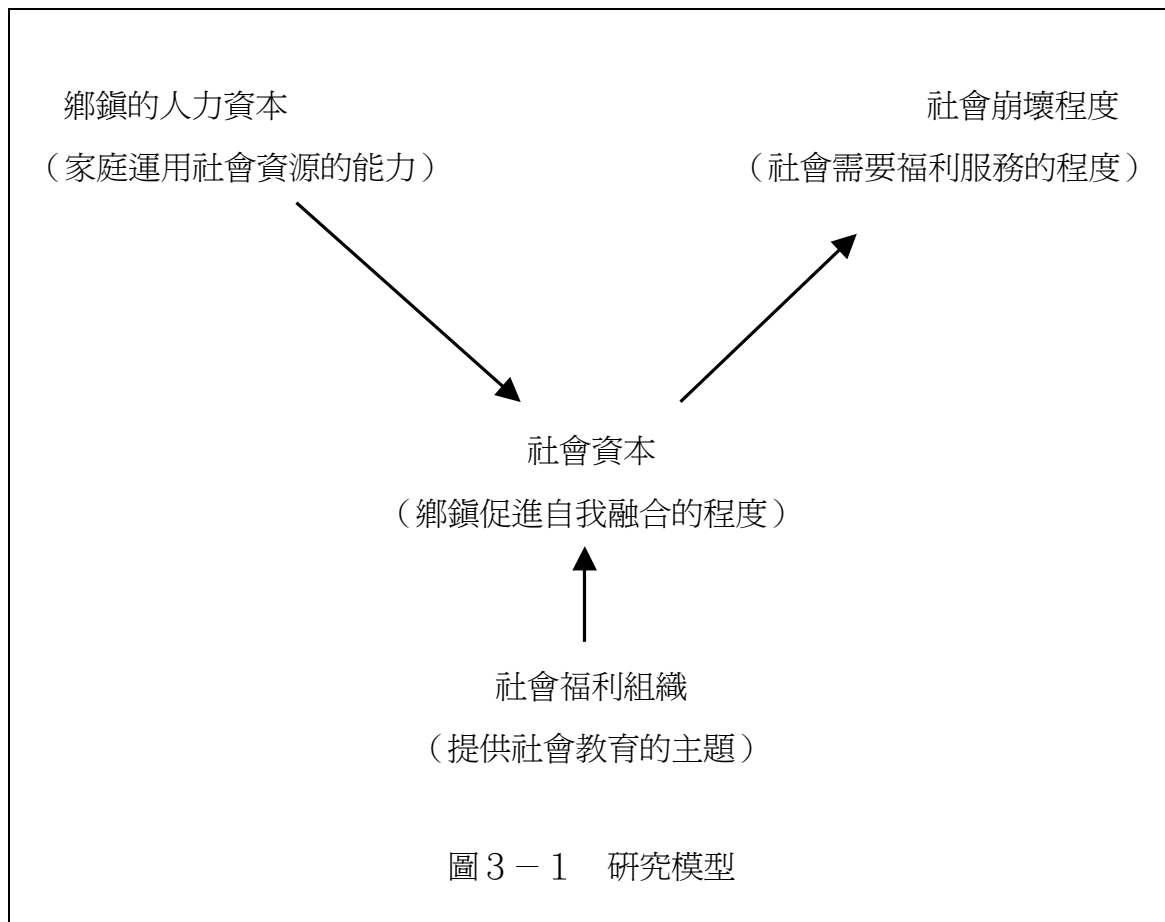 鄉鎮的人力資本
（家庭運用社會資源的能力）
社會崩壞程度
（社會需要福利服務的程度）
社會資本
（鄉鎮促進自我融合的程度）
社會福利組織
（提供社會教育的主題）
圖３－１　研究模型